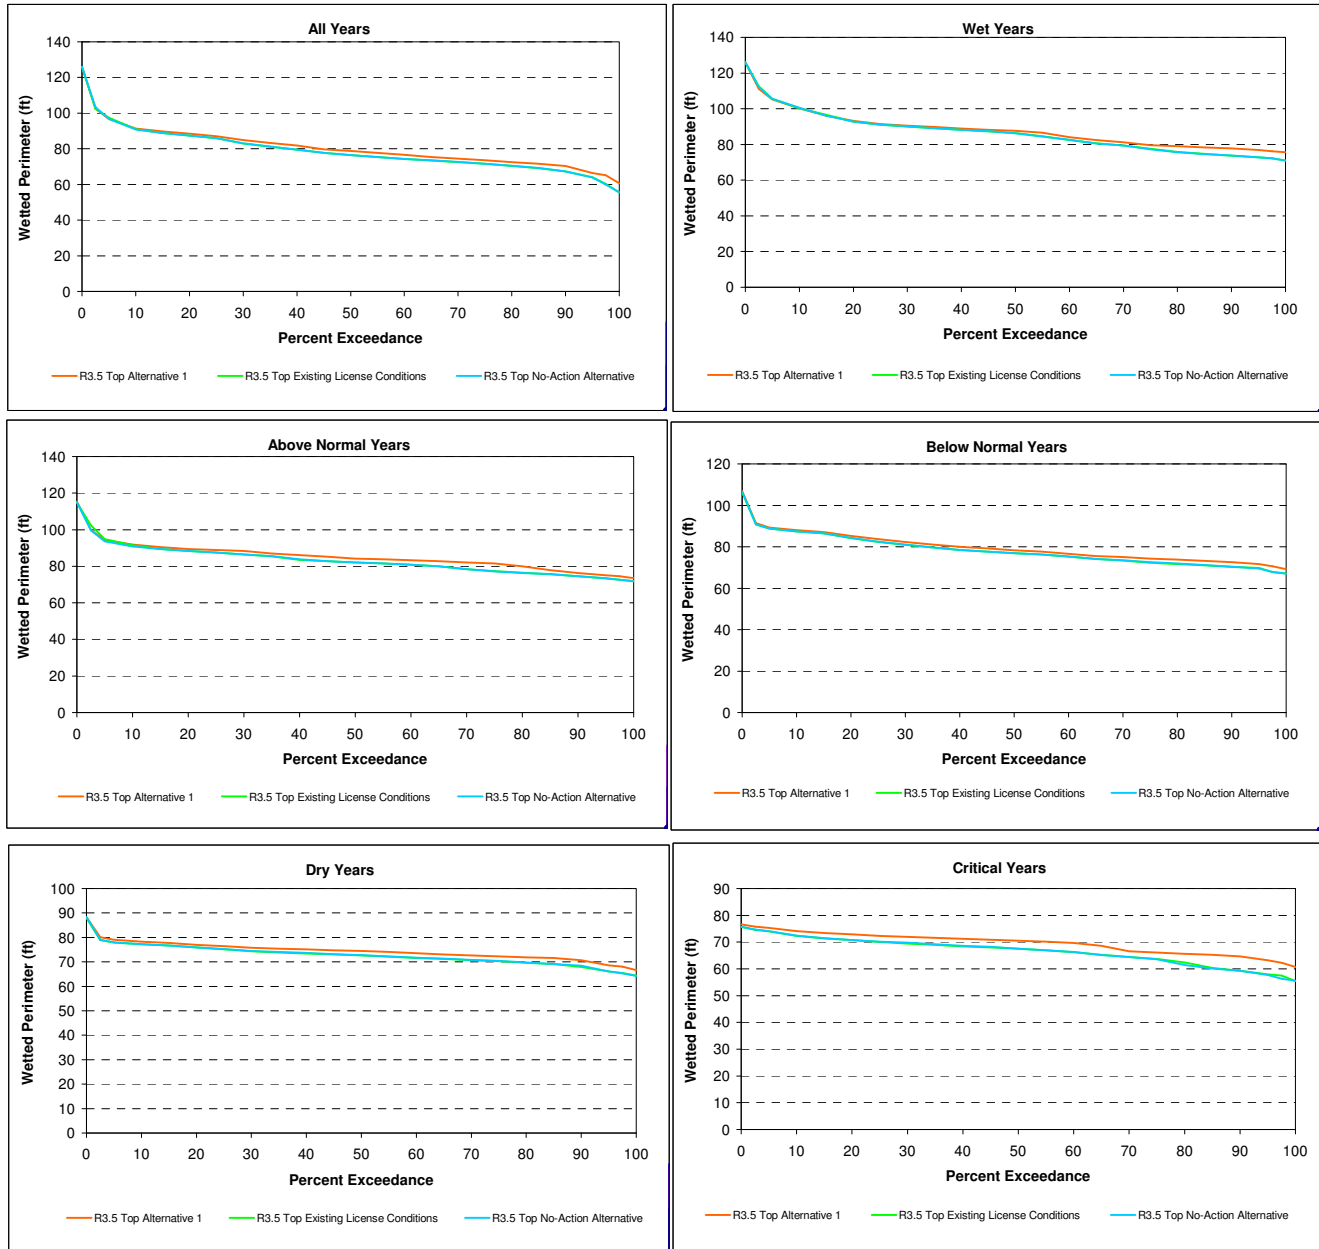 All Years
Wetted Perimeter (ft)
140
120
100
80
60
40
20
0
0 10 20 30 40 50 60 70 80 90 100
Percent Exceedance
R3.5 Top Alternative 1 R3.5 Top Existing License Conditions R3.5 Top No-Action Alternative
Wet Years
Wetted Perimeter (ft)
140
120
100
80
60
40
20
0
0 10 20 30 40 50 60 70 80 90 100
Percent Exceedance
R3.5 Top Alternative 1 R3.5 Top Existing License Conditions R3.5 Top No-Action Alternative
Above Normal Years
Wetted Perimeter (ft)
140
120
100
80
60
40
20
0
0 10 20 30 40 50 60 70 80 90 100
Percent Exceedance
R3.5 Top Alternative 1 R3.5 Top Existing License Conditions R3.5 Top No-Action Alternative
Below Normal Years
Wetted Perimeter (ft)
120
100
80
60
40
20
0
0 10 20 30 40 50 60 70 80 90 100
Percent Exceedance
R3.5 Top Alternative 1 R3.5 Top Existing License Conditions R3.5 Top No-Action Alternative
Dry Years
Wetted Perimeter (ft)
100
90
80
70
60
50
40
30
20
10
0
0 10 20 30 40 50 60 70 80 90 100
Percent Exceedance
R3.5 Top Alternative 1 R3.5 Top Existing License Conditions R3.5 Top No-Action Alternative
Critical Years
Wetted Perimeter (ft)
90
80
70
60
50
40
30
20
10
0
0 10 20 30 40 50 60 70 80 90 100
Percent Exceedance
R3.5 Top Alternative 1 R3.5 Top Existing License Conditions R3.5 Top No-Action Alternative